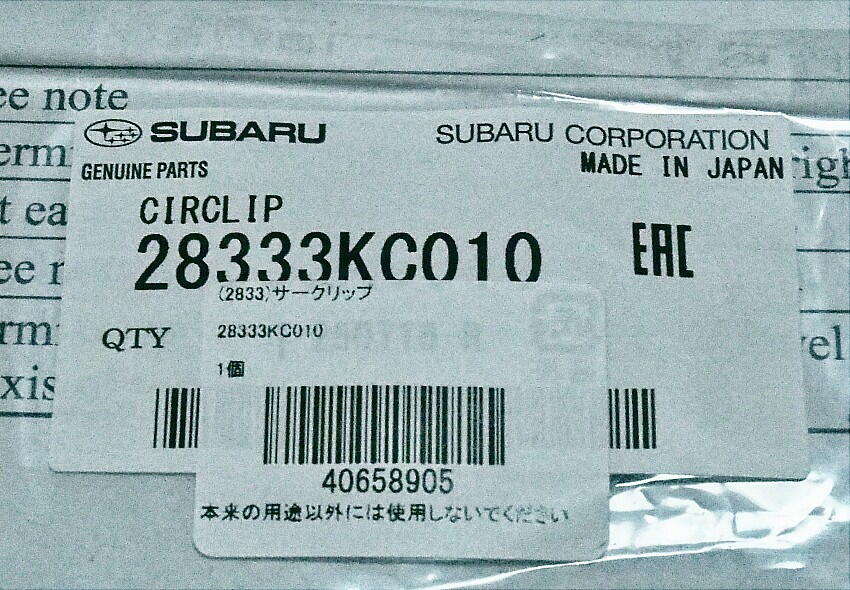 ee note
SUBARU
SUBARU CORPORATION
GENUINE PARTS
MADE IN JAPAN
CIRCLIP
28333KC010
EAC
QTY
(2833)サークリップ
28333KC010
1個
40658905
本来の用途以外には使用しないでください